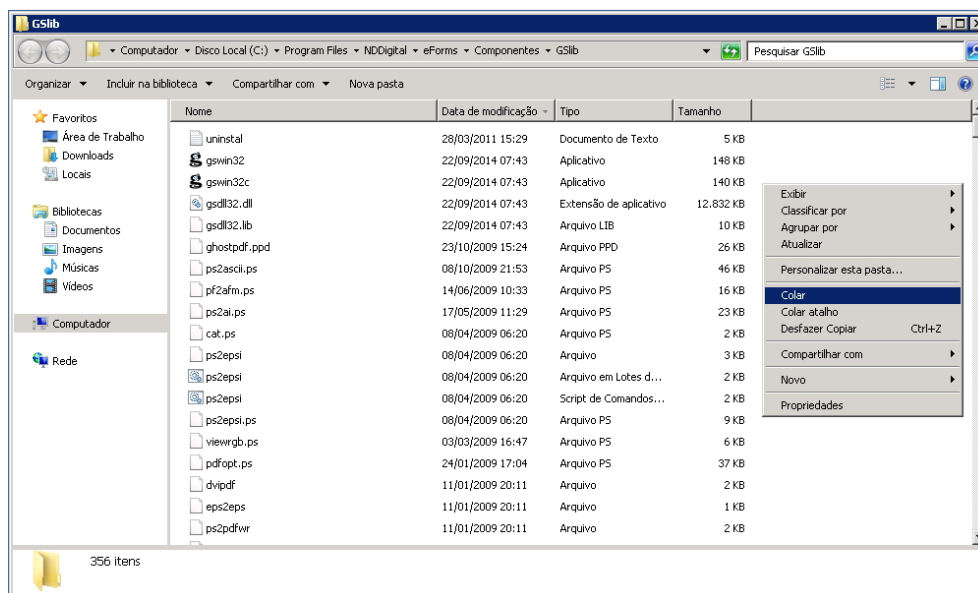 GSlib
Computador Disco Local (C:) Program Files NDDigital eForms Componentes GSlib
Pesquisar GSlib
Organizar Incluir na biblioteca Compartilhar com Nova pasta
Favoritos
Área de Trabalho
Downloads
Locais
Bibliotecas
Documentos
Imagens
Músicas
Vídeos
Computador
Rede
Nome Data de modificação Tipo Tamanho
uninstal 28/03/2011 15:29 Documento de Texto 5 KB
gswin32 22/09/2014 07:43 Aplicativo 148 KB
gswin32c 22/09/2014 07:43 Aplicativo 140 KB
gsdll32.dll 22/09/2014 07:43 Extensão de aplicativo 12.832 KB
gsdll32.lib 22/09/2014 07:43 Arquivo LIB 10 KB
ghostpdf.ppd 23/10/2009 15:24 Arquivo PPD 26 KB
ps2ascii.ps 08/10/2009 21:53 Arquivo PS 46 KB
pf2afm.ps 14/06/2009 10:33 Arquivo PS 16 KB
ps2ai.ps 17/05/2009 11:29 Arquivo PS 23 KB
cat.ps 08/04/2009 06:20 Arquivo PS 2 KB
ps2epsi 08/04/2009 06:20 Arquivo 3 KB
ps2epsi 08/04/2009 06:20 Arquivo em Lotes d... 2 KB
ps2epsi 08/04/2009 06:20 Script de Comandos... 2 KB
ps2epsi.ps 08/04/2009 06:20 Arquivo PS 9 KB
viewrgb.ps 03/03/2009 16:47 Arquivo PS 6 KB
pdfopt.ps 24/01/2009 17:04 Arquivo PS 37 KB
dvipdf 11/01/2009 20:11 Arquivo 2 KB
eps2eps 11/01/2009 20:11 Arquivo 1 KB
ps2pdfwr 11/01/2009 20:11 Arquivo 2 KB
Exibir
Classificar por
Agrupar por
Atualizar
Personalizar esta pasta...
Colar
Colar atalho
Desfazer Copiar Ctrl+Z
Compartilhar com
Novo
Propriedades
356 itens